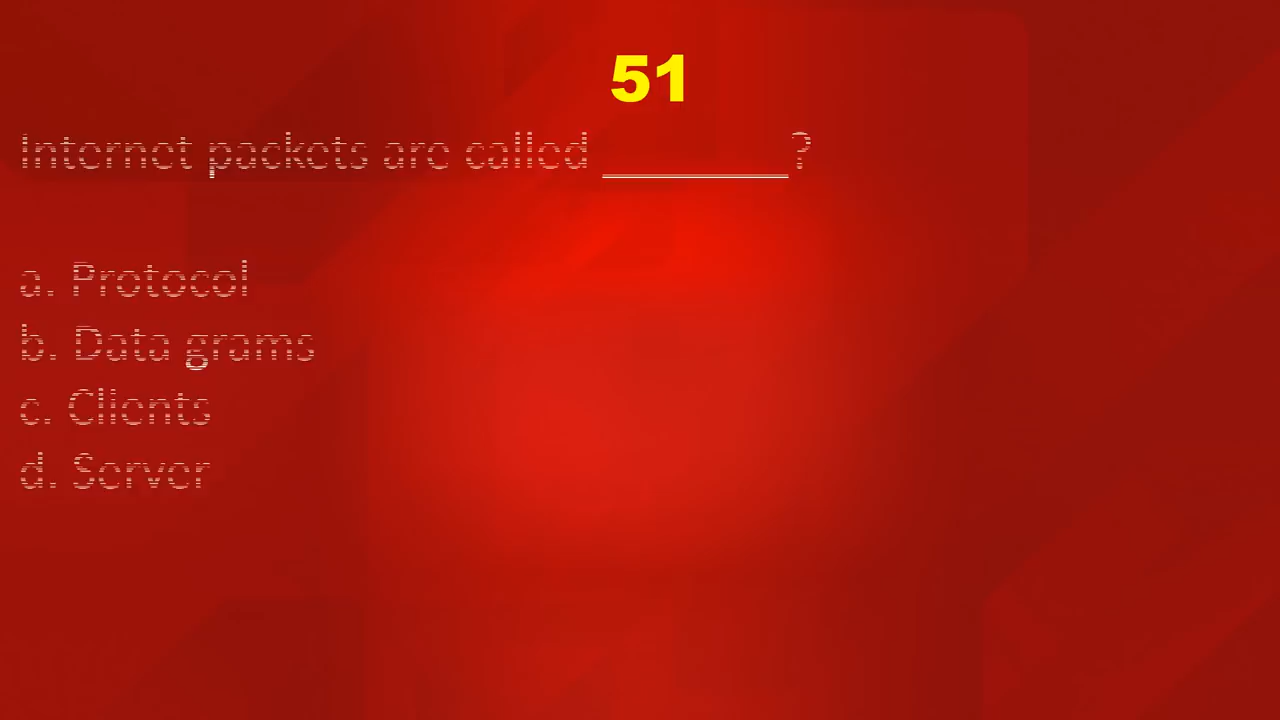 51
Internet packets are called ________?
a. Protocol
b. Data grams
c. Clients
d. Server